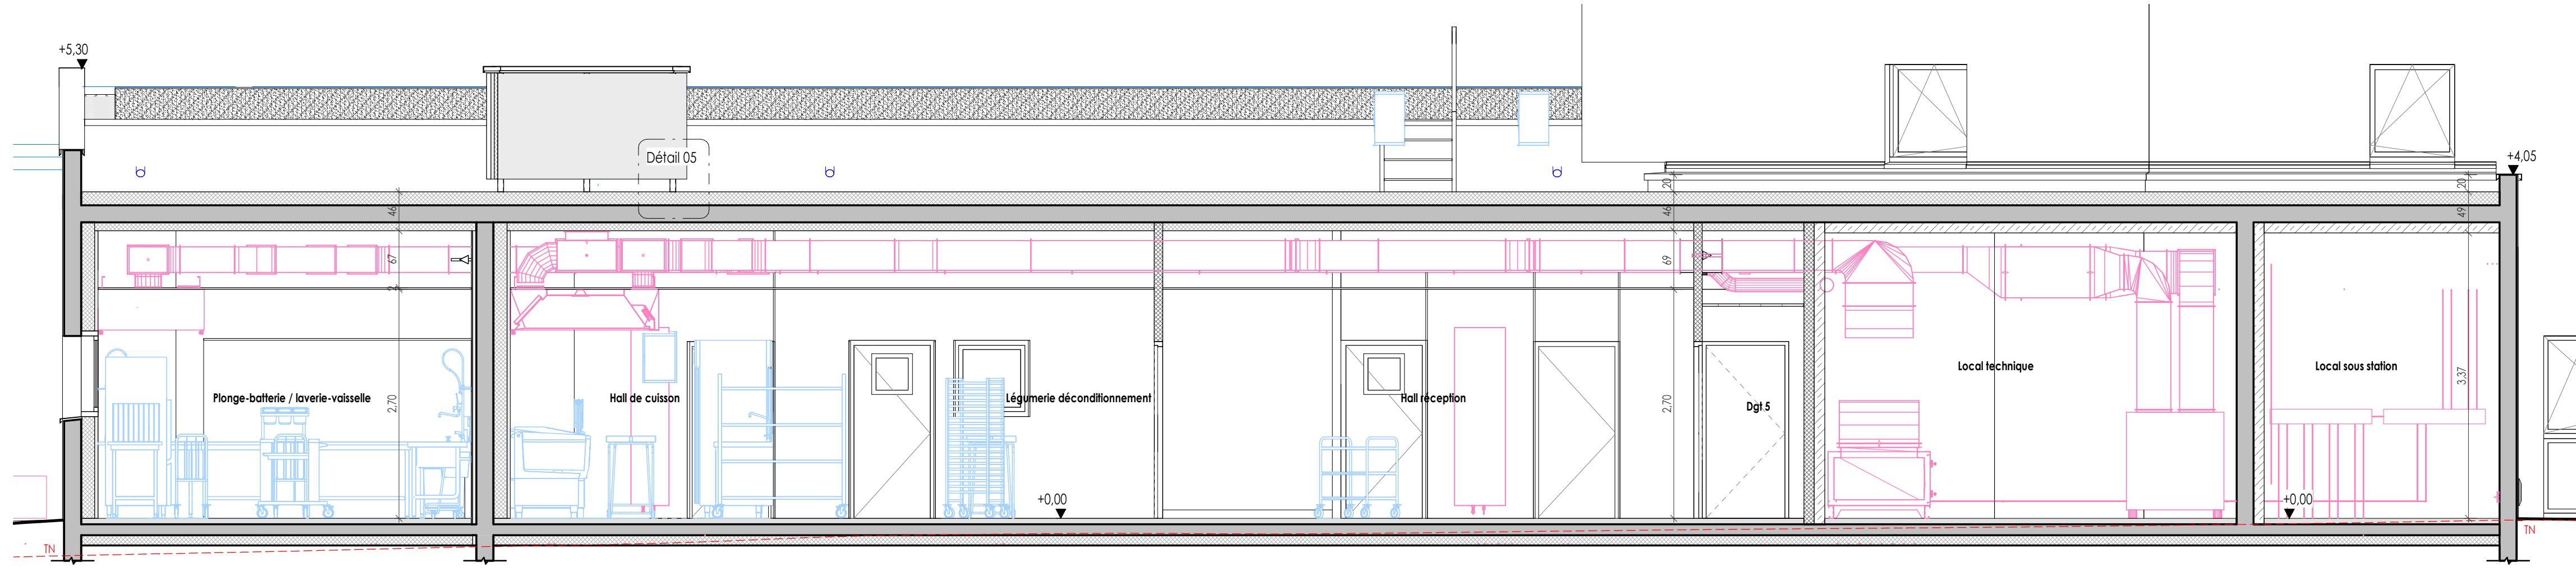 +5,30
Détail 05
+4,05
20
20
46
46
49
67
69
2
2,70
2,70
3,37
Plonge-batterie / laverie-vaisselle
Hall de cuisson
Légumerie déconditionnement
Hall réception
Dgt 5
Local technique
Local sous station
+0,00
+0,00
TN
TN